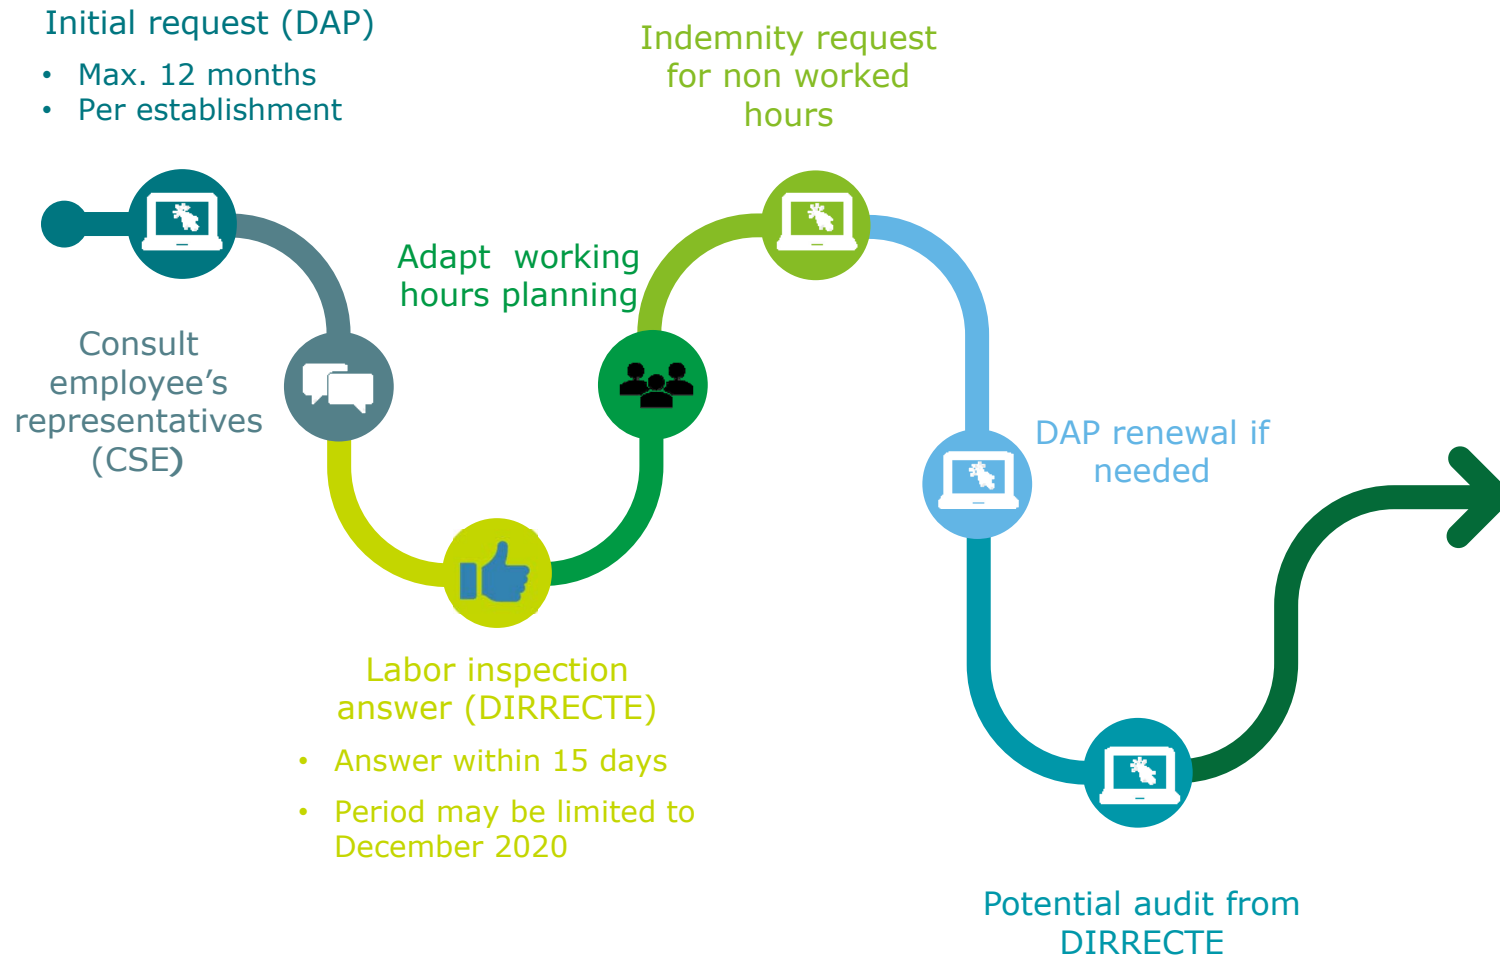 Initial request (DAP)
• Max. 12 months
• Per establishment
Consult
employee’s
representatives
(CSE)
Labor inspection
answer (DIRRECTE)
• Answer within 15 days
• Period may be limited to
December 2020
Adapt working
hours planning
Indemnity request
for non worked
hours
DAP renewal if
needed
Potential audit from
DIRRECTE